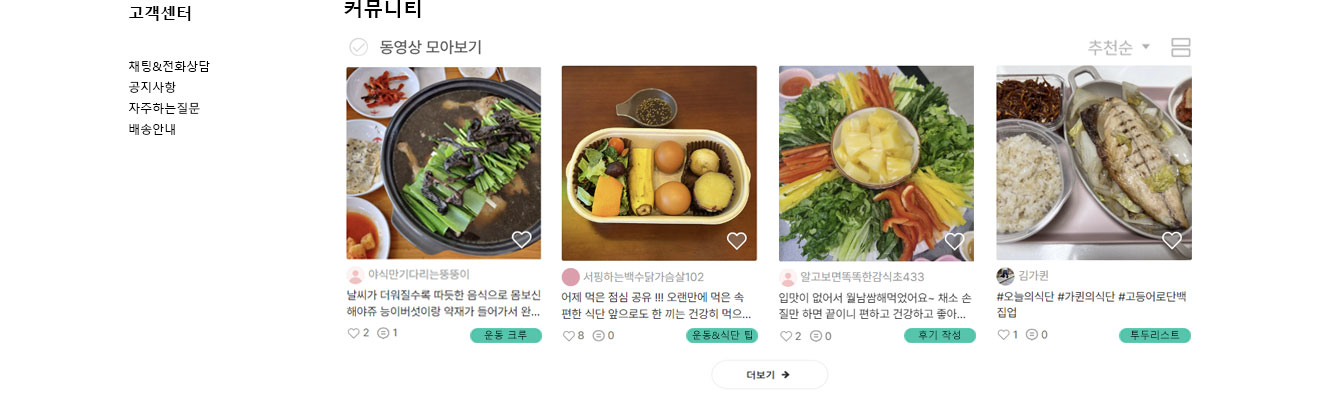 고객센터
채팅&전화상담
공지사항
자주하는질문
배송안내
커뮤니티
동영상 모아보기
추천순
야식만기다리는뚱뚱이
날씨가 더워질수록 따듯한 음식으로 몸보신
해야쥬 능이버섯이랑 약재가 들어가서 완...
2 1
운동 크루
서핑하는백수닭가슴살102
어제 먹은 점심 공유 !!! 오랜만에 먹은 속
편한 식단 앞으로도 한 끼는 건강히 먹으...
8 0
운동&식단 팁
알고보면똑똑한감식초433
입맛이 없어서 월남쌈해먹었어요~ 채소 손
질만 하면 끝이니 편하고 건강하고 좋아...
2 0
후기 작성
김가퀸
#오늘의식단 #가퀸의식단 #고등어로단백
집업
1 0
투두리스트
더보기 →